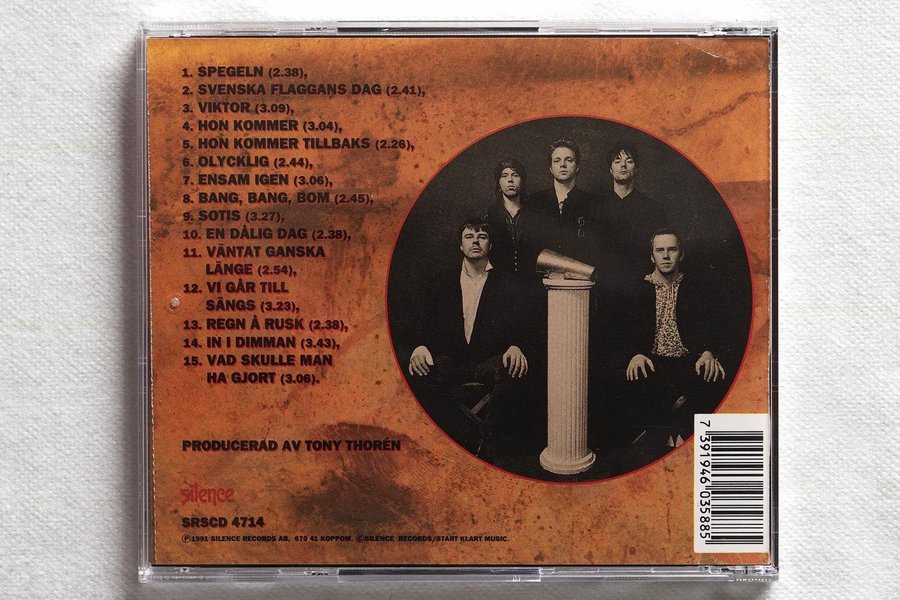 1. SPEGELN (2.38),
2. SVENSKA FLAGGANS DAG (2.41),
3. VIKTOR (3.09),
4. HON KOMMER (3.04),
5. HON KOMMER TILLBAKS (2.26),
6. OLYCKLIG (2.44),
7. ENSAM IGEN (3.06),
8. BANG, BANG, BOM (2.45),
9. SOTIS (3.27),
10. EN DÅLIG DAG (2.38),
11. VÄNTAT GANSKA
LÄNGE (2.54),
12. VI GÅR TILL
SÄNGS (3.23),
13. REGN Å RUSK (2.38),
14. IN I DIMMAN (3.43),
15. VAD SKULLE MAN
HA GJORT (3.06).
PRODUCERAD AV TONY THORÉN
silence
SRSCD 4714
Ⓟ1991 SILENCE RECORDS AB, 670 41 KOPPOM. ©SILENCE RECORDS/START KLART MUSIC.
7 391946 035885